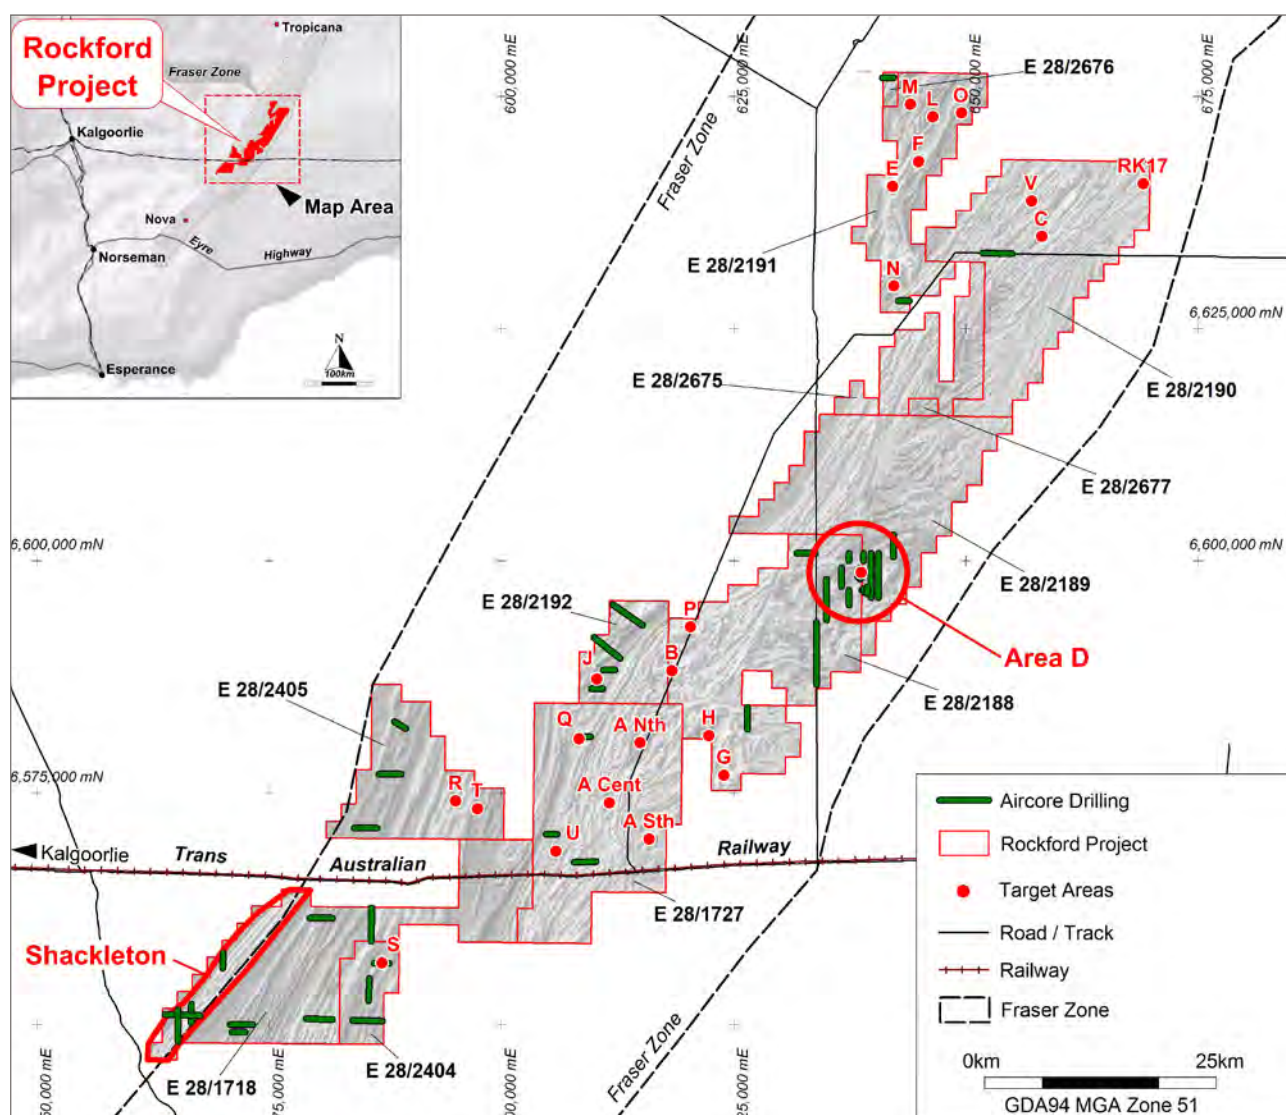 Tropicana
Rockford
Project
Fraser Zone
Kalgoorlie
Map Area
Nova
Eyre
Highway
Norseman
Esperance
N
100km
600,000 mE
625,000 mE
650,000 mE
675,000 mE
E 28/2676
M
L
O
F
E
RK17
V
C
Fraser Zone
E 28/2191
N
6,625,000 mN
E 28/2675
E 28/2190
E 28/2677
6,600,000 mN
6,600,000 mN
E 28/2189
E 28/2192
P
Area D
J
B
E 28/2405
E 28/2188
Q
A Nth
H
G
6,575,000 mN
R
T
A Cent
A Sth
U
Kalgoorlie
Trans
Australian
Railway
E 28/1727
Shackleton
S
E 28/1718
E 28/2404
Fraser Zone
Aircore Drilling
Rockford Project
Target Areas
Road / Track
Railway
Fraser Zone
0km
25km
GDA94 MGA Zone 51